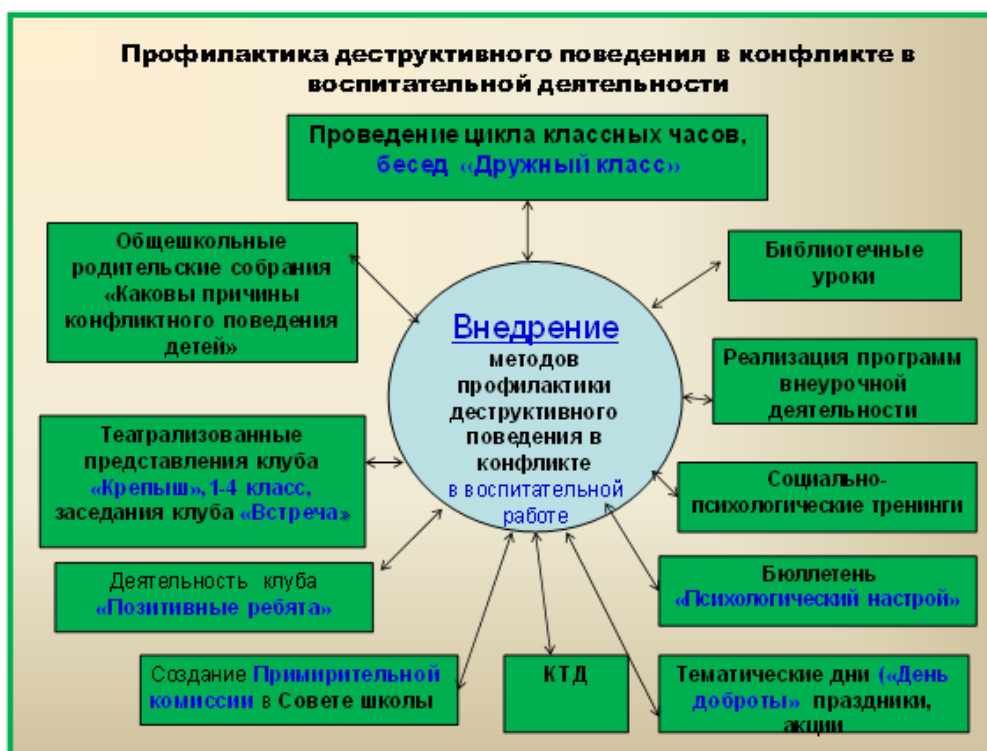 Профилактика деструктивного поведения в конфликте в
воспитательной деятельности
Проведение цикла классных часов,
бесед «Дружный класс»
Общешкольные
родительские собрания
«Каковы причины
конфликтного поведения
детей»
Библиотечные
уроки
Внедрение
методов
профилактики
деструктивного
поведения в
конфликте
в воспитательной
работе
Реализация программ
внеурочной
деятельности
Театрализованные
представления клуба
«Крепыш», 1-4 класс,
заседания клуба «Встреча»
Социально-
психологические тренинги
Деятельность клуба
«Позитивные ребята»
Бюллетень
«Психологический настрой»
Создание Примирительной
комиссии в Совете школы
КТД
Тематические дни («День
доброты» праздники,
акции